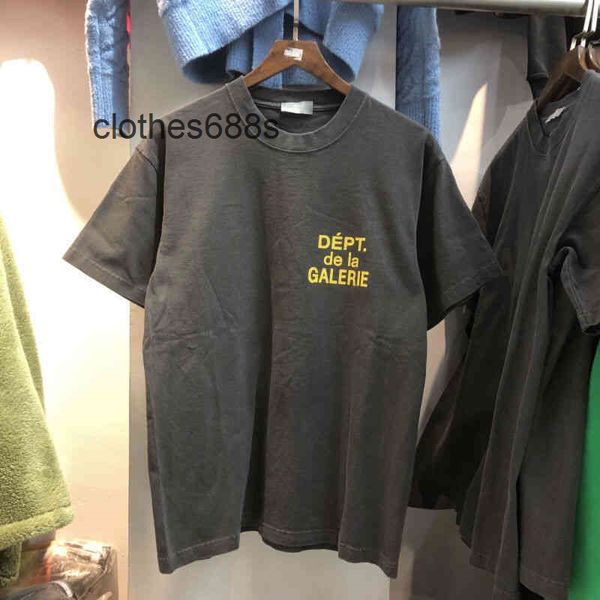 clothes688s
DÉPT.
de la
GALERIE